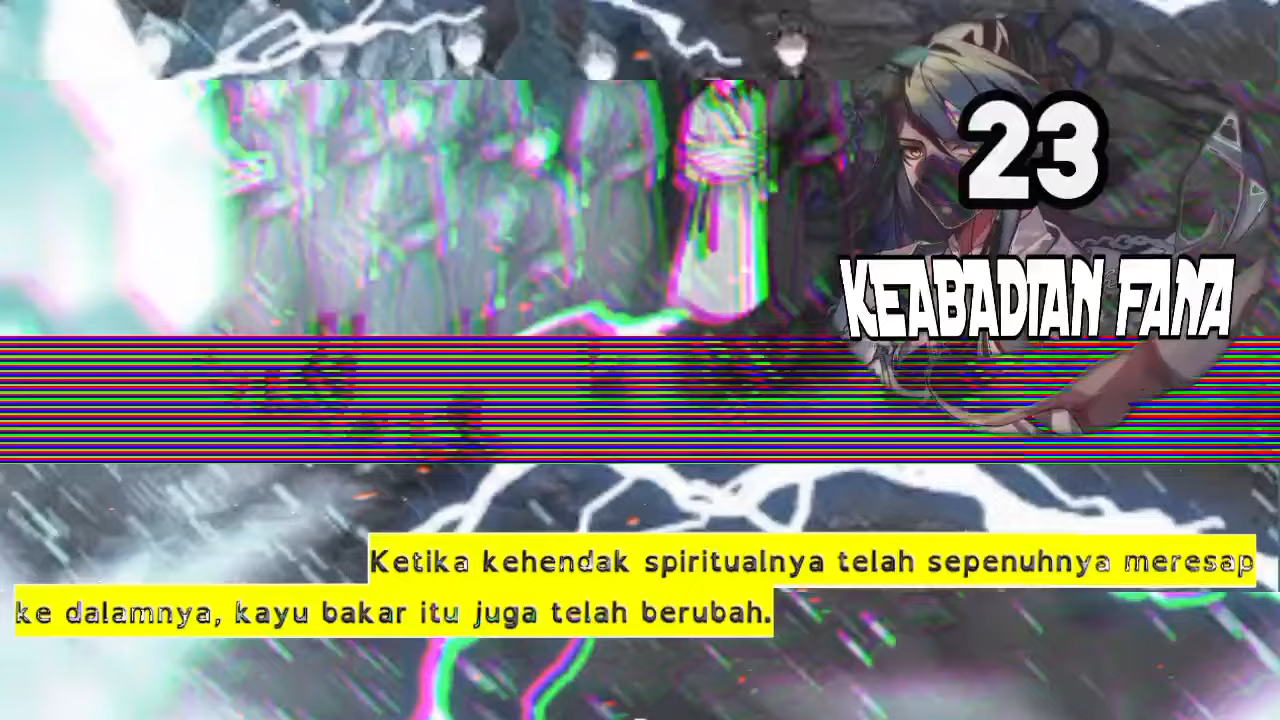 23
KEABADIAN FANA
Ketika kehendak spiritualnya telah sepenuhnya meresap
ke dalamnya, kayu bakar itu juga telah berubah.